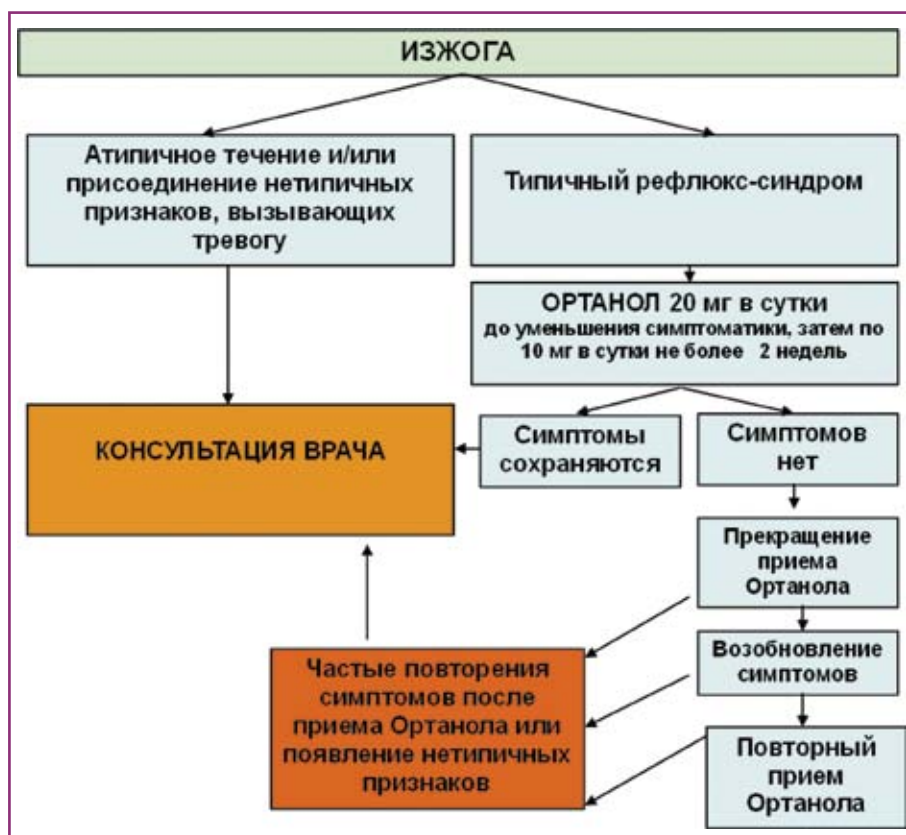 ИЗЖОГА
Атипичное течение и/или
присоединение нетипичных
признаков, вызывающих
тревогу
Типичный рефлюкс-синдром
ОРТАНОЛ 20 мг в сутки
до уменьшения симптоматики, затем по
10 мг в сутки не более 2 недель
КОНСУЛЬТАЦИЯ ВРАЧА
Симптомы
сохраняются
Симптомов
нет
Прекращение
приема
Ортанола
Возобновление
симптомов
Частые повторения
симптомов после
приема Ортанола или
появление нетипичных
признаков
Повторный
прием
Ортанола